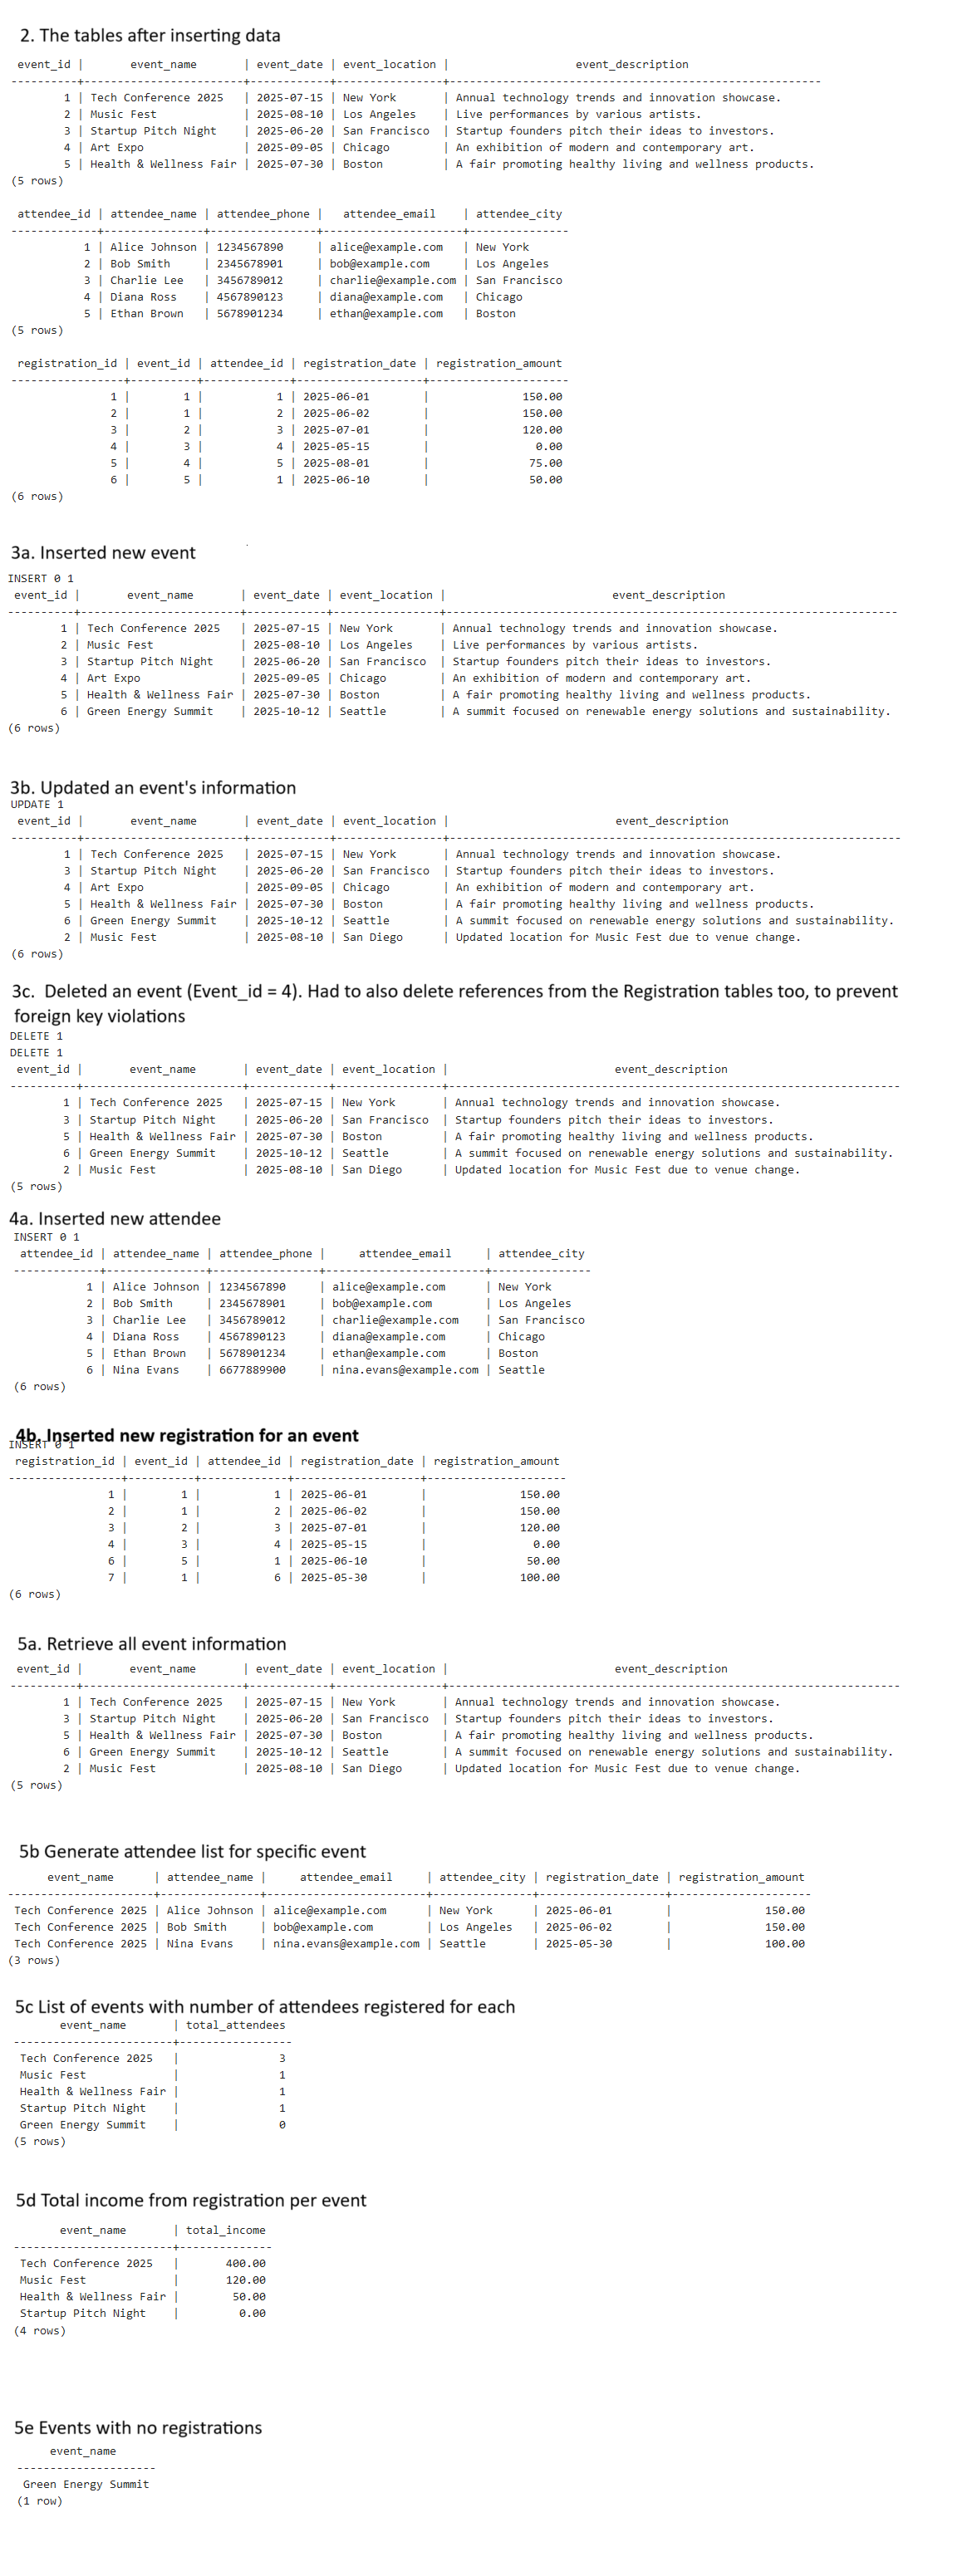 2. The tables after inserting data
event_id | event_name | event_date | event_location | event_description
----------+------------------------+------------+----------------+--------------------------------------------------------
1 | Tech Conference 2025 | 2025-07-15 | New York | Annual technology trends and innovation showcase.
2 | Music Fest | 2025-08-10 | Los Angeles | Live performances by various artists.
3 | Startup Pitch Night | 2025-06-20 | San Francisco | Startup founders pitch their ideas to investors.
4 | Art Expo | 2025-09-05 | Chicago | An exhibition of modern and contemporary art.
5 | Health & Wellness Fair | 2025-07-30 | Boston | A fair promoting healthy living and wellness products.
(5 rows)
attendee_id | attendee_name | attendee_phone | attendee_email | attendee_city
-------------+---------------+----------------+---------------------+---------------
1 | Alice Johnson | 1234567890 | alice@example.com | New York
2 | Bob Smith | 2345678901 | bob@example.com | Los Angeles
3 | Charlie Lee | 3456789012 | charlie@example.com | San Francisco
4 | Diana Ross | 4567890123 | diana@example.com | Chicago
5 | Ethan Brown | 5678901234 | ethan@example.com | Boston
(5 rows)
registration_id | event_id | attendee_id | registration_date | registration_amount
-----------------+----------+-------------+-------------------+---------------------
1 | 1 | 1 | 2025-06-01 | 150.00
2 | 1 | 2 | 2025-06-02 | 150.00
3 | 2 | 3 | 2025-07-01 | 120.00
4 | 3 | 4 | 2025-05-15 | 0.00
5 | 4 | 5 | 2025-08-01 | 75.00
6 | 5 | 1 | 2025-06-10 | 50.00
(6 rows)
3a. Inserted new event
INSERT 0 1
event_id | event_name | event_date | event_location | event_description
----------+------------------------+------------+----------------+--------------------------------------------------------------------
1 | Tech Conference 2025 | 2025-07-15 | New York | Annual technology trends and innovation showcase.
2 | Music Fest | 2025-08-10 | Los Angeles | Live performances by various artists.
3 | Startup Pitch Night | 2025-06-20 | San Francisco | Startup founders pitch their ideas to investors.
4 | Art Expo | 2025-09-05 | Chicago | An exhibition of modern and contemporary art.
5 | Health & Wellness Fair | 2025-07-30 | Boston | A fair promoting healthy living and wellness products.
6 | Green Energy Summit | 2025-10-12 | Seattle | A summit focused on renewable energy solutions and sustainability.
(6 rows)
3b. Updated an event's information
UPDATE 1
event_id | event_name | event_date | event_location | event_description
----------+------------------------+------------+----------------+--------------------------------------------------------------------
1 | Tech Conference 2025 | 2025-07-15 | New York | Annual technology trends and innovation showcase.
3 | Startup Pitch Night | 2025-06-20 | San Francisco | Startup founders pitch their ideas to investors.
4 | Art Expo | 2025-09-05 | Chicago | An exhibition of modern and contemporary art.
5 | Health & Wellness Fair | 2025-07-30 | Boston | A fair promoting healthy living and wellness products.
6 | Green Energy Summit | 2025-10-12 | Seattle | A summit focused on renewable energy solutions and sustainability.
2 | Music Fest | 2025-08-10 | San Diego | Updated location for Music Fest due to venue change.
(6 rows)
3c. Deleted an event (Event_id = 4). Had to also delete references from the Registration tables too, to prevent
foreign key violations
DELETE 1
DELETE 1
event_id | event_name | event_date | event_location | event_description
----------+------------------------+------------+----------------+--------------------------------------------------------------------
1 | Tech Conference 2025 | 2025-07-15 | New York | Annual technology trends and innovation showcase.
3 | Startup Pitch Night | 2025-06-20 | San Francisco | Startup founders pitch their ideas to investors.
5 | Health & Wellness Fair | 2025-07-30 | Boston | A fair promoting healthy living and wellness products.
6 | Green Energy Summit | 2025-10-12 | Seattle | A summit focused on renewable energy solutions and sustainability.
2 | Music Fest | 2025-08-10 | San Diego | Updated location for Music Fest due to venue change.
(5 rows)
4a. Inserted new attendee
INSERT 0 1
attendee_id | attendee_name | attendee_phone | attendee_email | attendee_city
-------------+---------------+----------------+------------------------+---------------
1 | Alice Johnson | 1234567890 | alice@example.com | New York
2 | Bob Smith | 2345678901 | bob@example.com | Los Angeles
3 | Charlie Lee | 3456789012 | charlie@example.com | San Francisco
4 | Diana Ross | 4567890123 | diana@example.com | Chicago
5 | Ethan Brown | 5678901234 | ethan@example.com | Boston
6 | Nina Evans | 6677889900 | nina.evans@example.com | Seattle
(6 rows)
4b. Inserted new registration for an event
INSERT 0 1
registration_id | event_id | attendee_id | registration_date | registration_amount
-----------------+----------+-------------+-------------------+---------------------
1 | 1 | 1 | 2025-06-01 | 150.00
2 | 1 | 2 | 2025-06-02 | 150.00
3 | 2 | 3 | 2025-07-01 | 120.00
4 | 3 | 4 | 2025-05-15 | 0.00
6 | 5 | 1 | 2025-06-10 | 50.00
7 | 1 | 6 | 2025-05-30 | 100.00
(6 rows)
5a. Retrieve all event information
event_id | event_name | event_date | event_location | event_description
----------+------------------------+------------+----------------+--------------------------------------------------------------------
1 | Tech Conference 2025 | 2025-07-15 | New York | Annual technology trends and innovation showcase.
3 | Startup Pitch Night | 2025-06-20 | San Francisco | Startup founders pitch their ideas to investors.
5 | Health & Wellness Fair | 2025-07-30 | Boston | A fair promoting healthy living and wellness products.
6 | Green Energy Summit | 2025-10-12 | Seattle | A summit focused on renewable energy solutions and sustainability.
2 | Music Fest | 2025-08-10 | San Diego | Updated location for Music Fest due to venue change.
(5 rows)
5b Generate attendee list for specific event
event_name | attendee_name | attendee_email | attendee_city | registration_date | registration_amount
----------------------+---------------+------------------------+---------------+-------------------+---------------------
Tech Conference 2025 | Alice Johnson | alice@example.com | New York | 2025-06-01 | 150.00
Tech Conference 2025 | Bob Smith | bob@example.com | Los Angeles | 2025-06-02 | 150.00
Tech Conference 2025 | Nina Evans | nina.evans@example.com | Seattle | 2025-05-30 | 100.00
(3 rows)
5c List of events with number of attendees registered for each
event_name | total_attendees
------------------------+-----------------
Tech Conference 2025 | 3
Music Fest | 1
Health & Wellness Fair | 1
Startup Pitch Night | 1
Green Energy Summit | 0
(5 rows)
5d Total income from registration per event
event_name | total_income
------------------------+--------------
Tech Conference 2025 | 400.00
Music Fest | 120.00
Health & Wellness Fair | 50.00
Startup Pitch Night | 0.00
(4 rows)
5e Events with no registrations
event_name
---------------------
Green Energy Summit
(1 row)